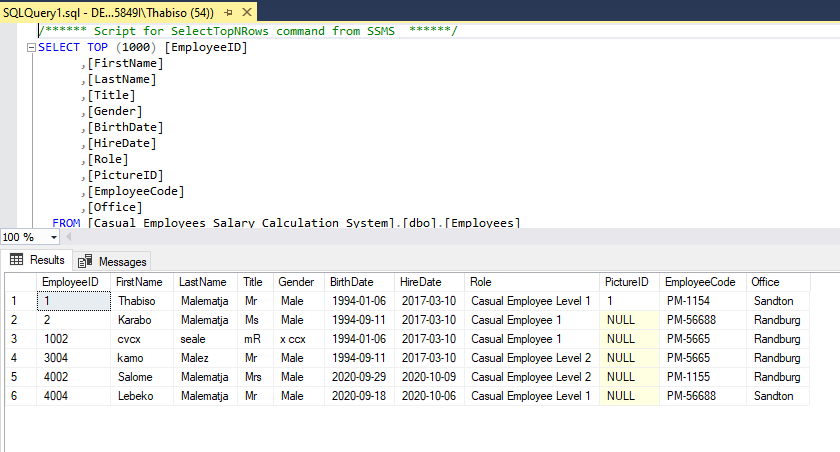 SQLQuery1.sql - DE...5849I\Thabiso (54))
/****** Script for SelectTopNRows command from SSMS  ******/
SELECT TOP (1000) [EmployeeID]
,[FirstName]
,[LastName]
,[Title]
,[Gender]
,[BirthDate]
,[HireDate]
,[Role]
,[PictureID]
,[EmployeeCode]
,[Office]
FROM [Casual Employees Salary Calculation System].[dbo].[Employees]
100 %
Results Messages
EmployeeID FirstName LastName Title Gender BirthDate HireDate Role PictureID EmployeeCode Office
1 1 Thabiso Malematja Mr Male 1994-01-06 2017-03-10 Casual Employee Level 1 1 PM-1154 Sandton
2 2 Karabo Malematja Ms Male 1994-09-11 2017-03-10 Casual Employee 1 NULL PM-56688 Randburg
3 1002 cvcx seale mR x ccx 1994-01-06 2017-03-10 Casual Employee 1 NULL PM-5665 Randburg
4 3004 kamo Malez Mr Male 1994-09-11 2017-03-10 Casual Employee Level 2 NULL PM-5665 Randburg
5 4002 Salome Malematja Mrs Male 2020-09-29 2020-10-09 Casual Employee Level 2 NULL PM-1155 Randburg
6 4004 Lebeko Malematja Mr Male 2020-09-18 2020-10-06 Casual Employee Level 1 NULL PM-56688 Sandton